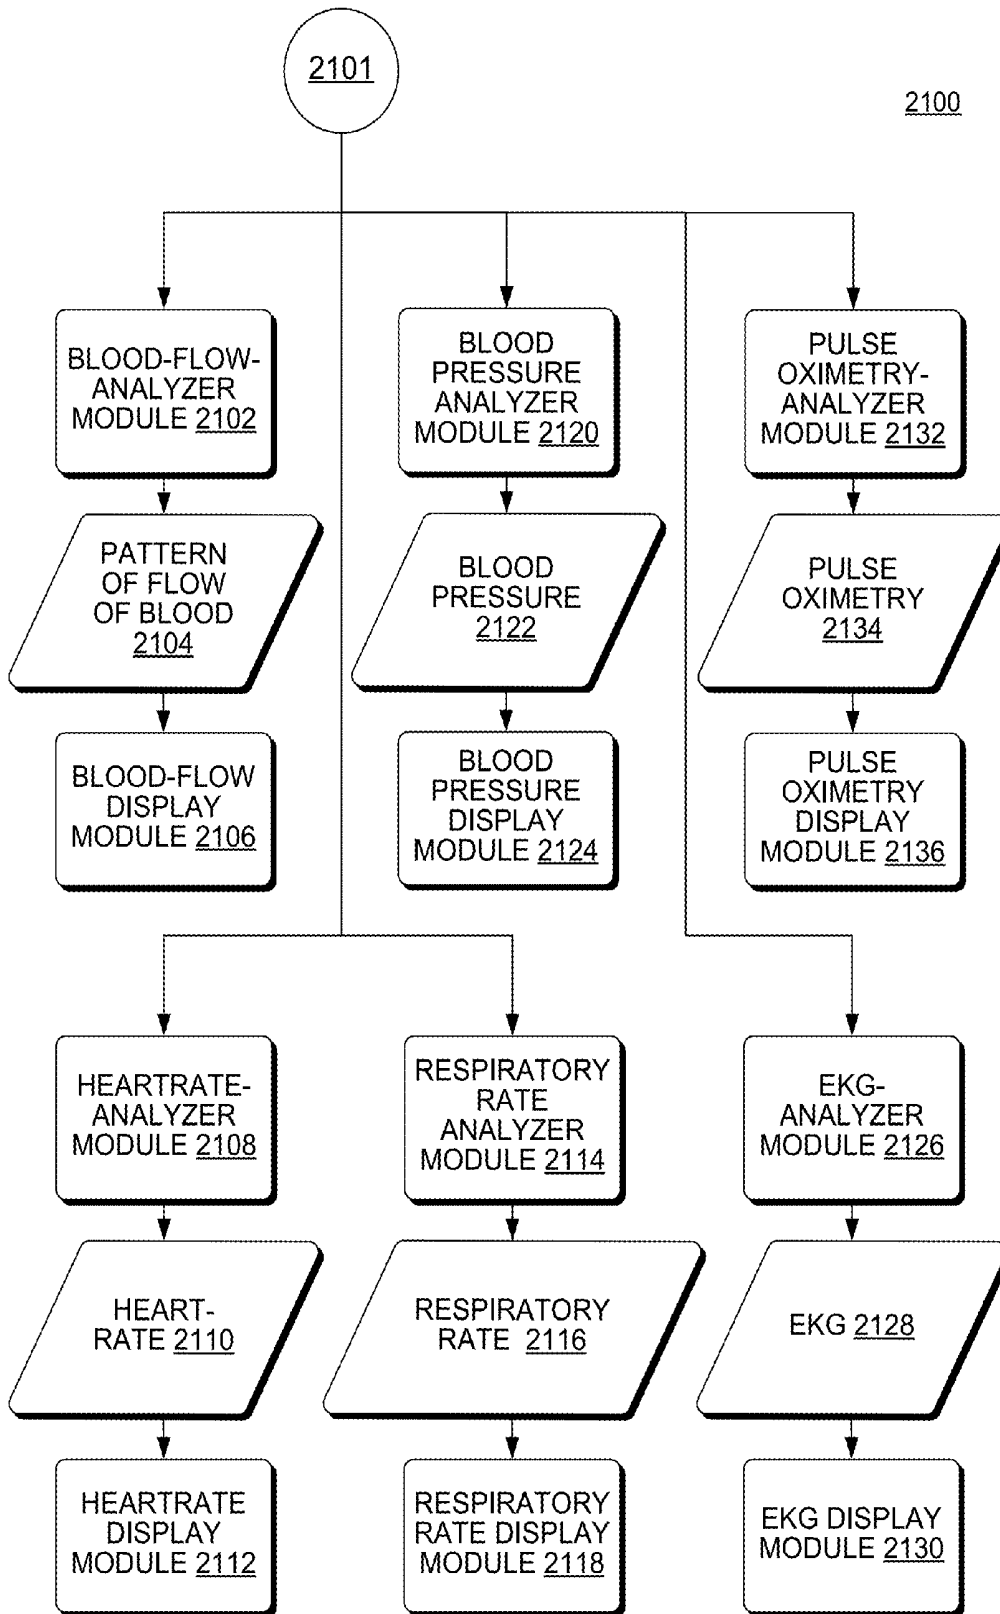 2101
2100
BLOOD-FLOW-
ANALYZER
MODULE 2102
BLOOD
PRESSURE
ANALYZER
MODULE 2120
PULSE
OXIMETRY-
ANALYZER
MODULE 2132
PATTERN
OF FLOW
OF BLOOD
2104
BLOOD
PRESSURE
2122
PULSE
OXIMETRY
2134
BLOOD-FLOW
DISPLAY
MODULE 2106
BLOOD
PRESSURE
DISPLAY
MODULE 2124
PULSE
OXIMETRY
DISPLAY
MODULE 2136
HEARTRATE-
ANALYZER
MODULE 2108
RESPIRATORY
RATE
ANALYZER
MODULE 2114
EKG-
ANALYZER
MODULE 2126
HEART-
RATE 2110
RESPIRATORY
RATE 2116
EKG 2128
HEARTRATE
DISPLAY
MODULE 2112
RESPIRATORY
RATE DISPLAY
MODULE 2118
EKG DISPLAY
MODULE 2130